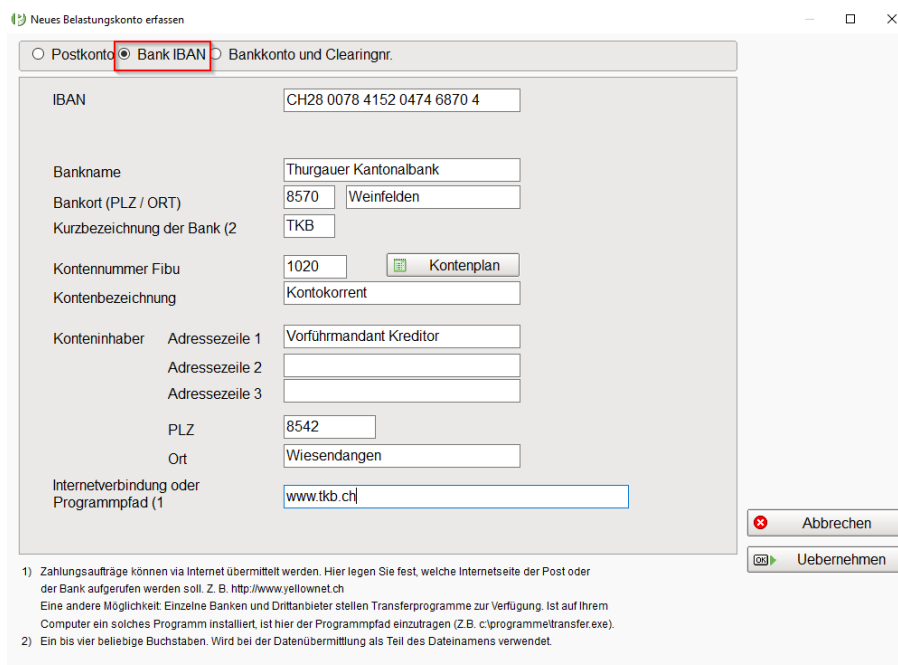 Neues Belastungskonto erfassen
Postkonto Bank IBAN Bankkonto und Clearingnr.
IBAN CH28 0078 4152 0474 6870 4
Bankname Thurgauer Kantonalbank
Bankort (PLZ / ORT) 8570 Weinfelden
Kurzbezeichnung der Bank (2 TKB
Kontennummer Fibu 1020 Kontenplan
Kontenbezeichnung Kontokorrent
Konteninhaber Adressezeile 1 Vorführmandant Kreditor
Adressezeile 2
Adressezeile 3
PLZ 8542
Ort Wiesendangen
Internetverbindung oder
Programmpfad (1 www.tkb.ch
Abbrechen
OK Uebernehmen
1) Zahlungsaufträge können via Internet übermittelt werden. Hier legen Sie fest, welche Internetseite der Post oder
der Bank aufgerufen werden soll. Z. B. http://www.yellownet.ch
Eine andere Möglichkeit: Einzelne Banken und Drittanbieter stellen Transferprogramme zur Verfügung. Ist auf Ihrem
Computer ein solches Programm installiert, ist hier der Programmpfad einzutragen (Z.B. c:\programme\transfer.exe).
2) Ein bis vier beliebige Buchstaben. Wird bei der Datenübermittlung als Teil des Dateinamens verwendet.